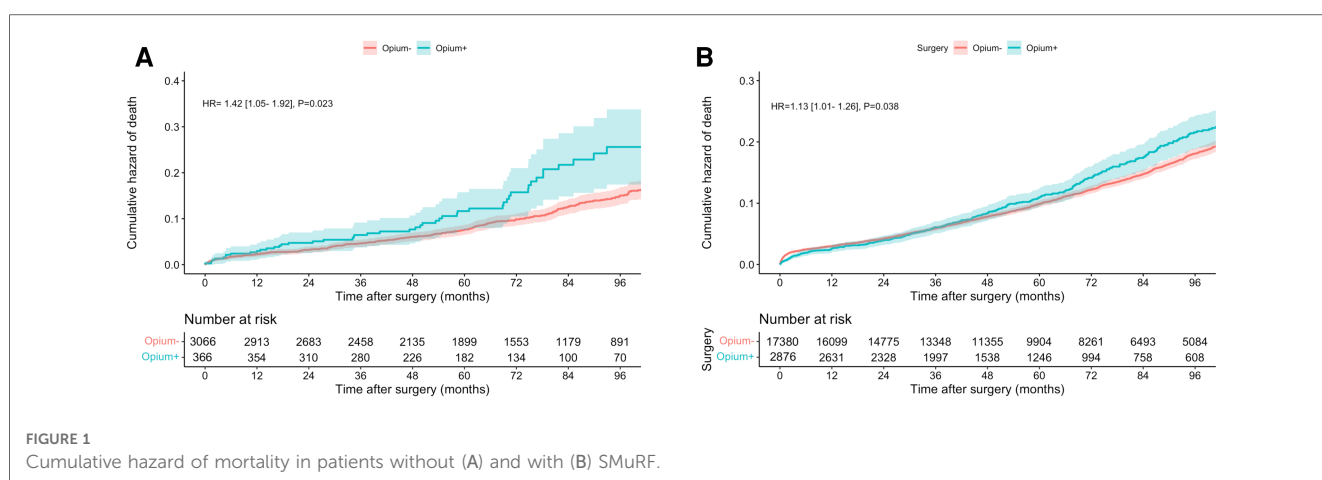 A
Opium- Opium+
Cumulative hazard of death
0.4
0.3
0.2
0.1
0.0
HR= 1.42 [1.05- 1.92], P=0.023
0 12 24 36 48 60 72 84 96
Time after surgery (months)
Number at risk
Opium- 3066 2913 2683 2458 2135 1899 1553 1179 891
Opium+ 366 354 310 280 226 182 134 100 70
0 12 24 36 48 60 72 84 96
Time after surgery (months)
B
Surgery Opium- Opium+
Cumulative hazard of death
0.3
0.2
0.1
0.0
HR=1.13 [1.01- 1.26], P=0.038
0 12 24 36 48 60 72 84 96
Time after surgery (months)
Number at risk
Surgery
Opium- 17380 16099 14775 13348 11355 9904 8261 6493 5084
Opium+ 2876 2631 2328 1997 1538 1246 994 758 608
0 12 24 36 48 60 72 84 96
Time after surgery (months)
FIGURE 1
Cumulative hazard of mortality in patients without (A) and with (B) SMuRF.